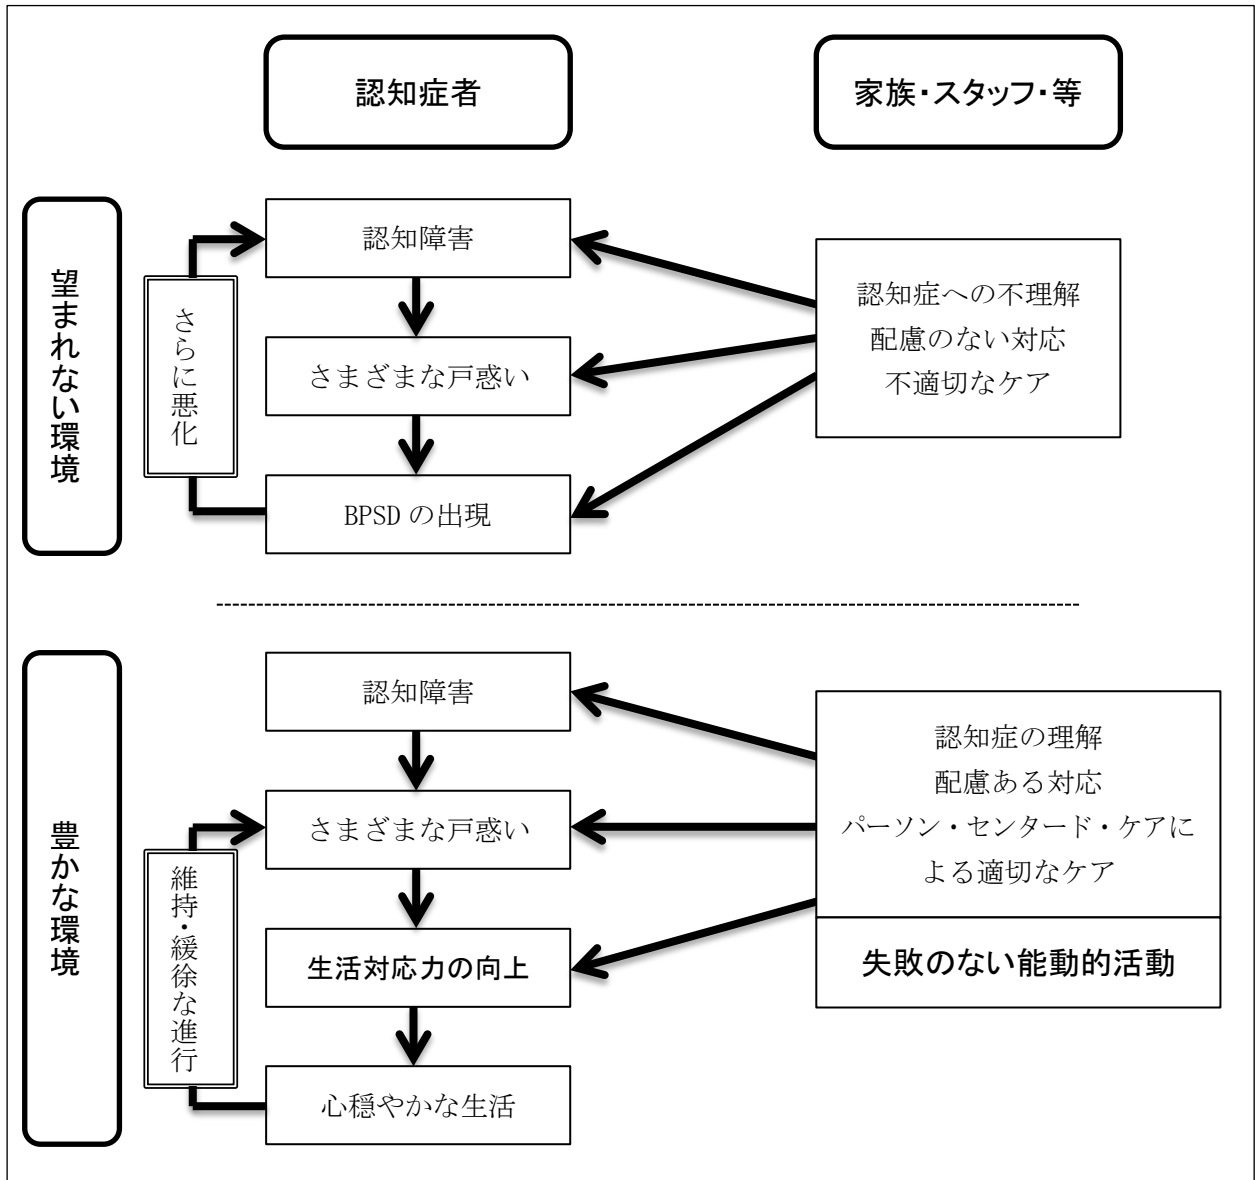 認知症者
家族・スタッフ・等
望まれない環境
さらに悪化
認知障害
さまざまな戸惑い
BPSD の出現
認知症への不理解
配慮のない対応
不適切なケア
豊かな環境
維持・緩徐な進行
認知障害
さまざまな戸惑い
生活対応力の向上
心穏やかな生活
認知症の理解
配慮ある対応
パーソン・センタード・ケアに
よる適切なケア
失敗のない能動的活動